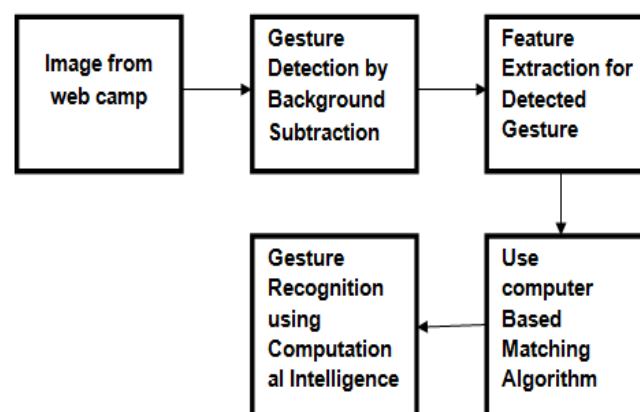 Image from
web camp
Gesture
Detection by
Background
Subtraction
Feature
Extraction for
Detected
Gesture
Use
computer
Based
Matching
Algorithm
Gesture
Recognition
using
Computation
al Intelligence